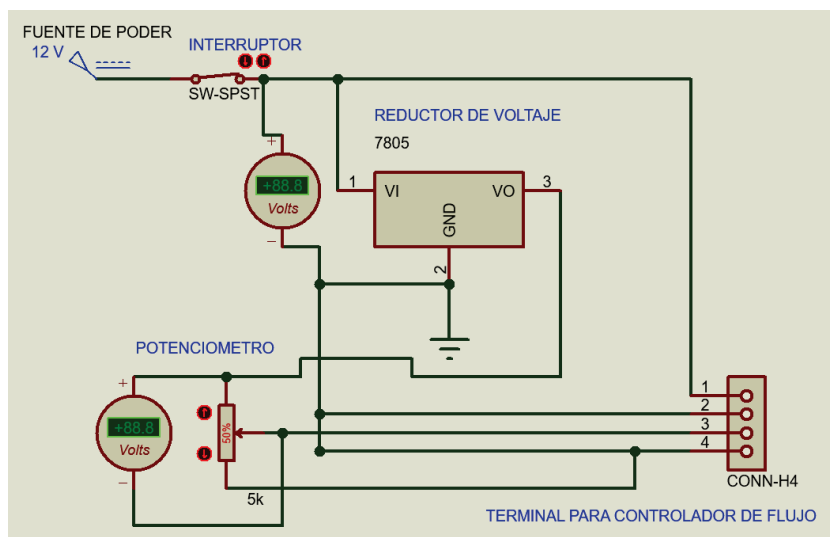 FUENTE DE PODER
12 V
INTERRUPTOR
SW-SPST
REDUCTOR DE VOLTAJE
7805
1
VI
VO
3
GND
2
+
+88.8
Volts
−
POTENCIOMETRO
+
+88.8
Volts
−
50%
5k
1
2
3
4
CONN-H4
TERMINAL PARA CONTROLADOR DE FLUJO